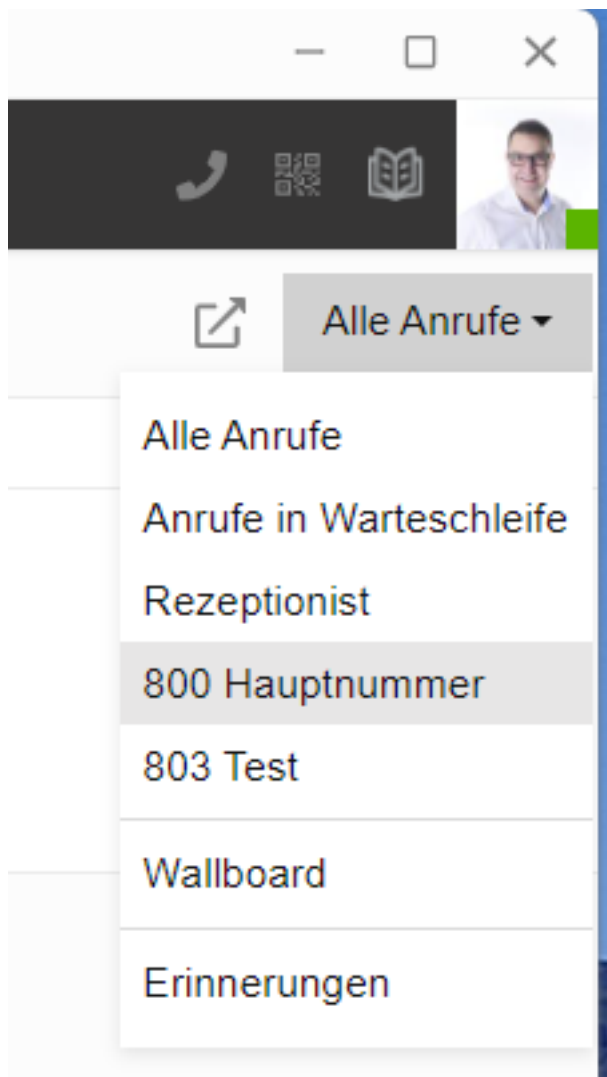 Alle Anrufe
Alle Anrufe
Anrufe in Warteschleife
Rezeptionist
800 Hauptnummer
803 Test
Wallboard
Erinnerungen